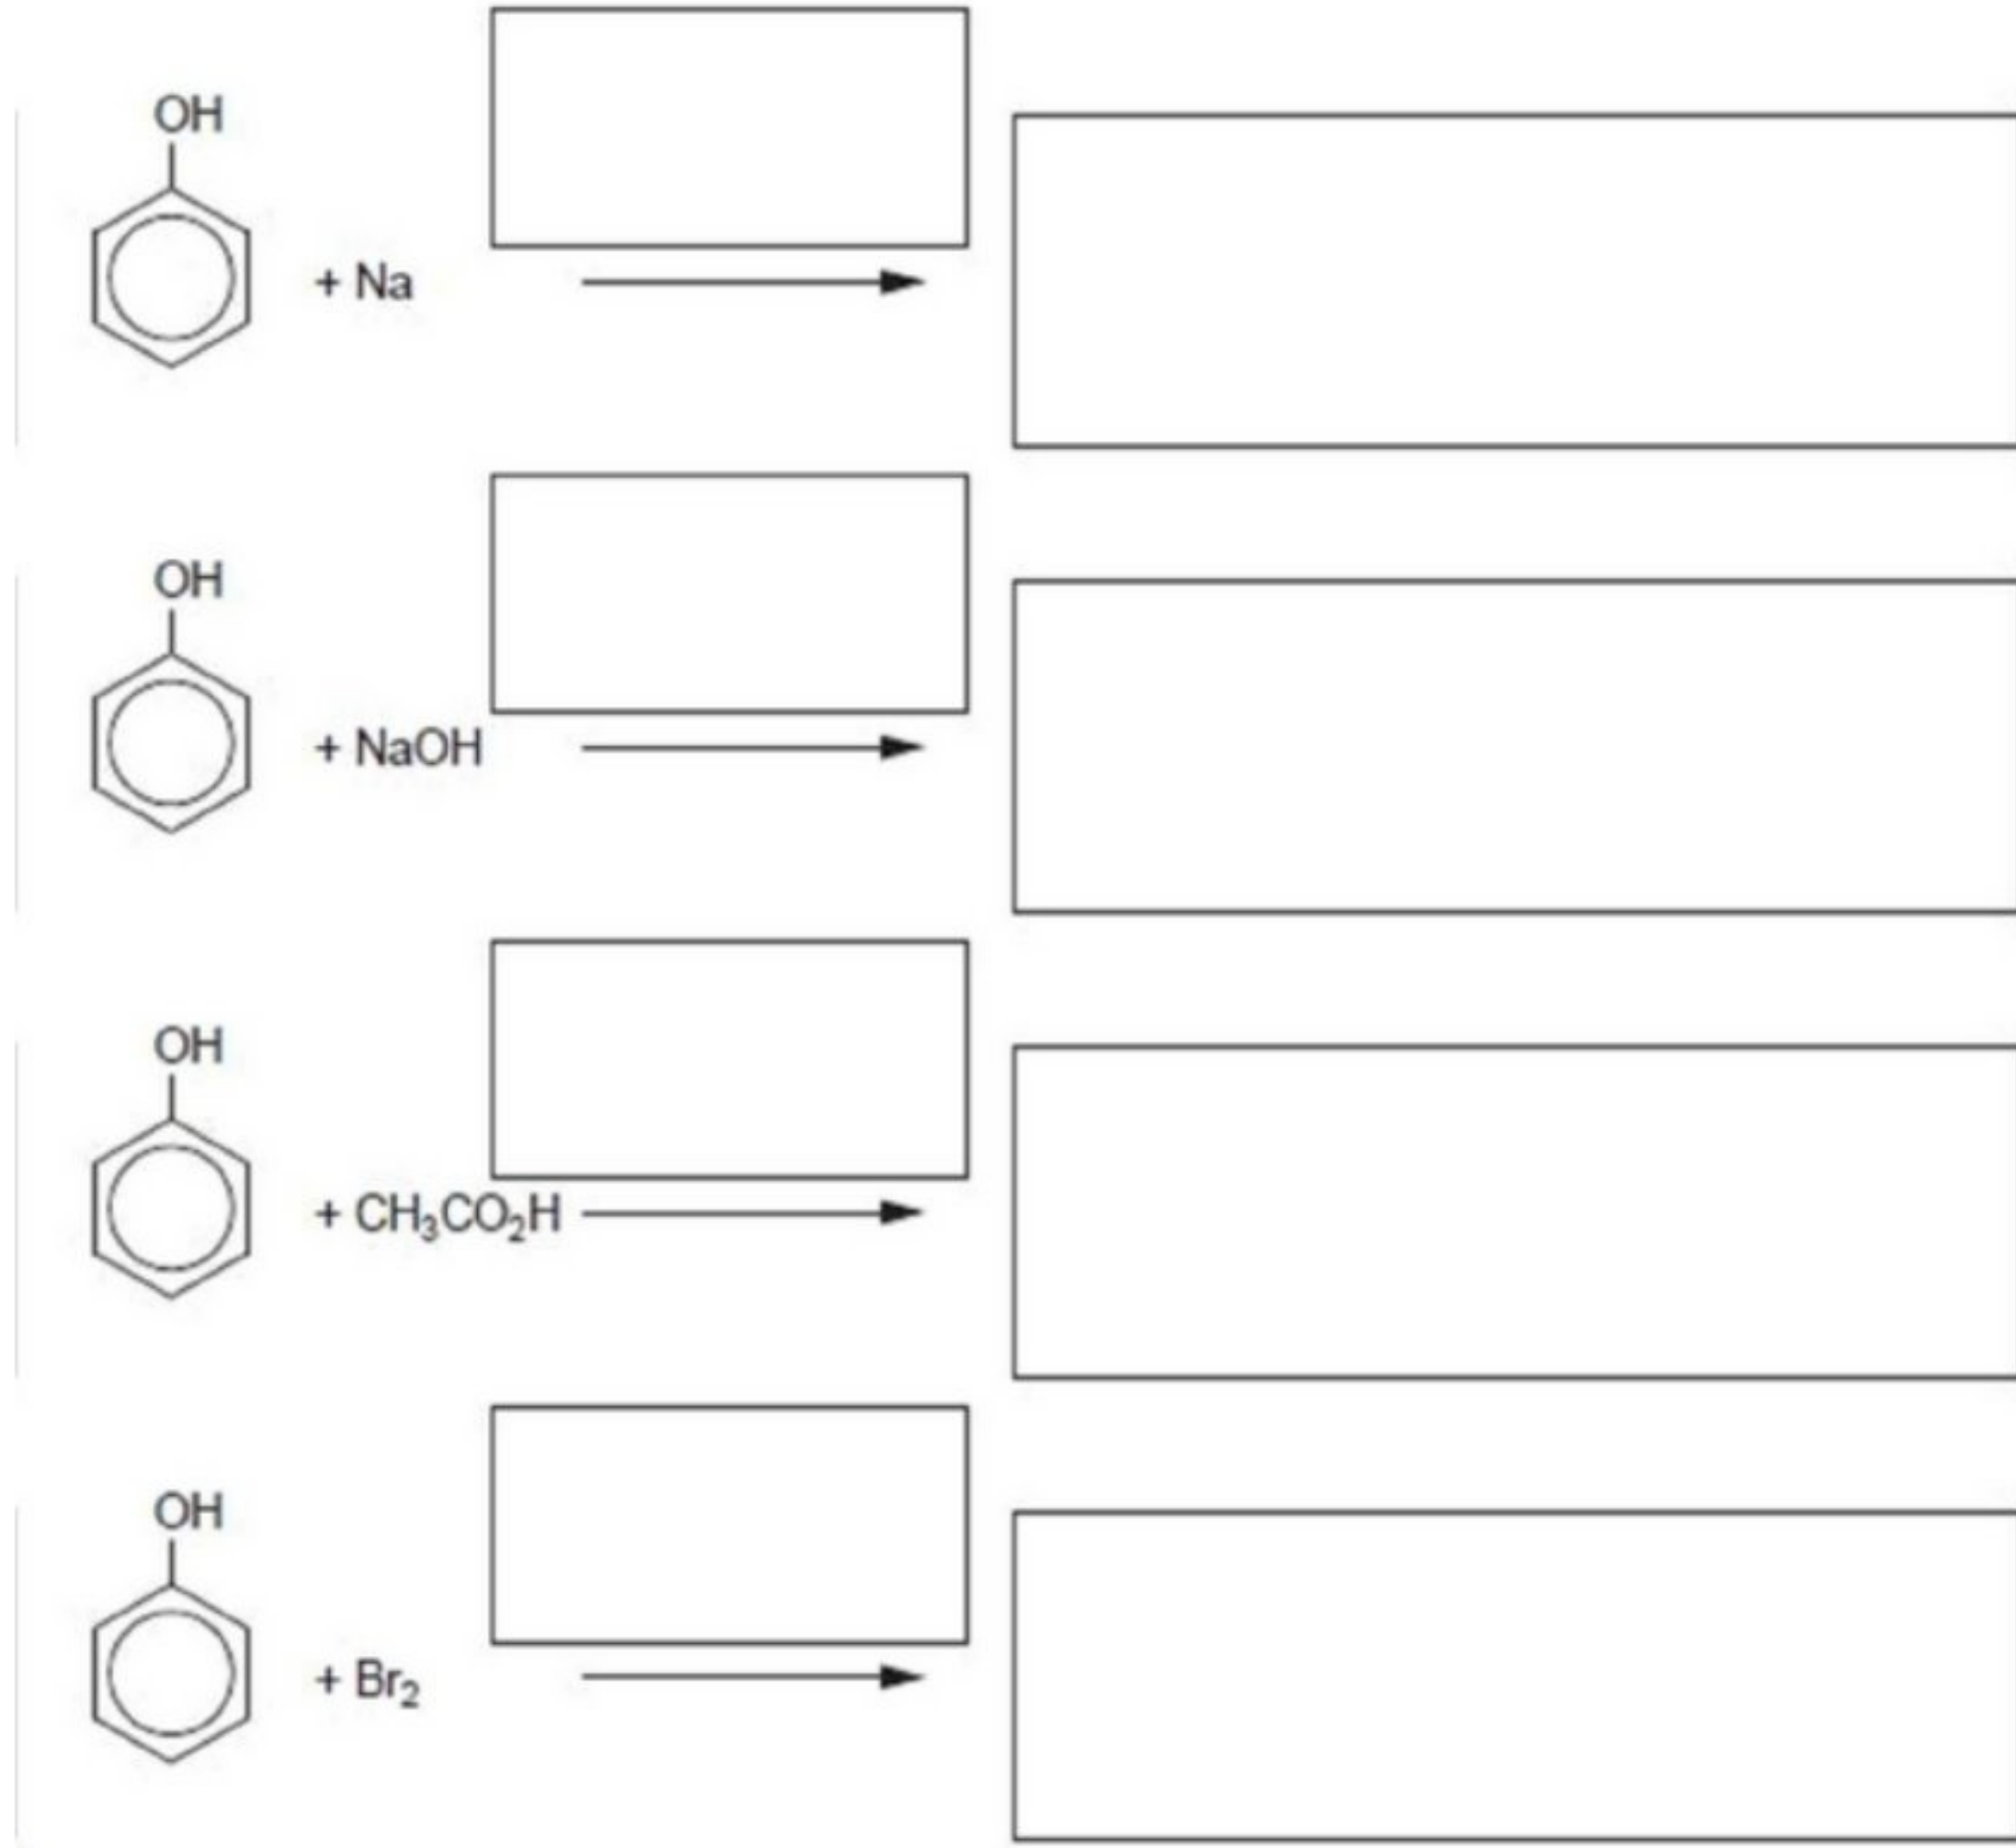 OH
+ Na
OH
+ NaOH
OH
+ CH₃CO₂H
OH
+ Br₂